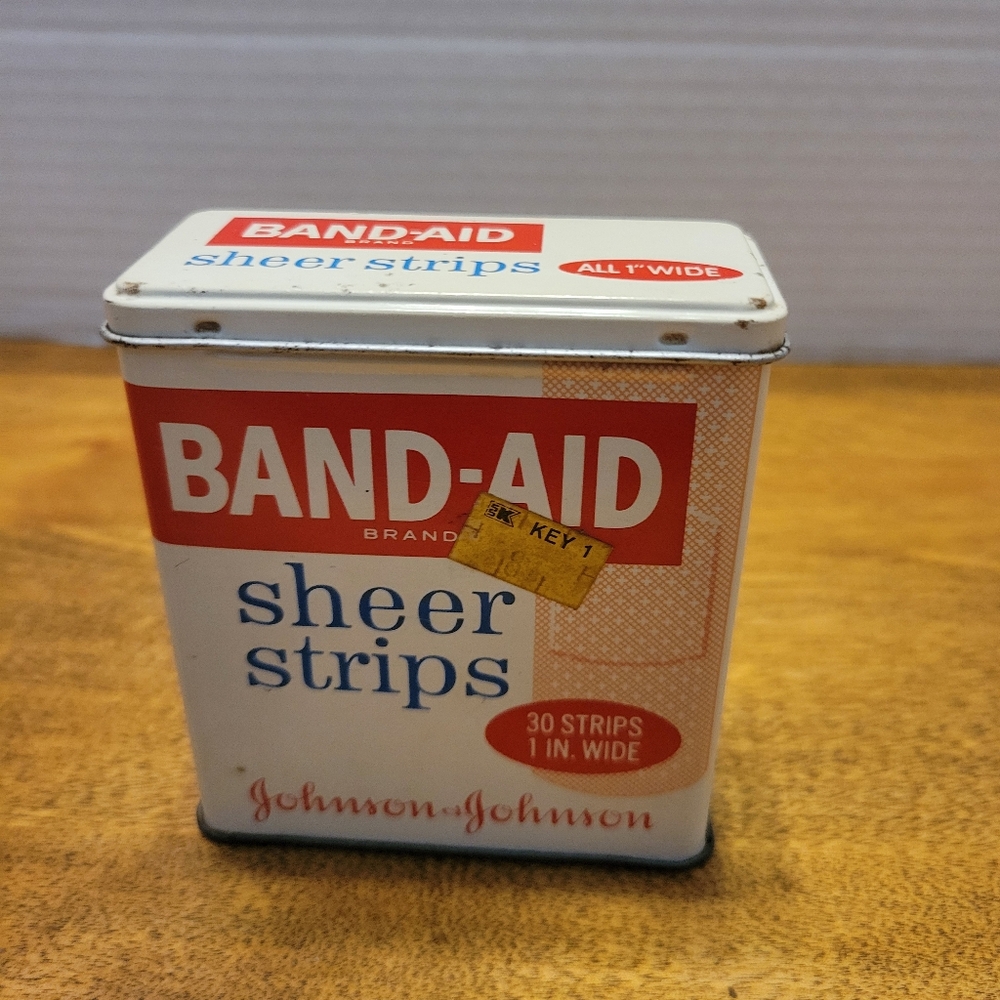 BAND-AID
BRAND
sheer strips
ALL 1" WIDE
BAND-AID
BRAND
KEY 1
sheer
strips
30 STRIPS
1 IN. WIDE
Johnson & Johnson